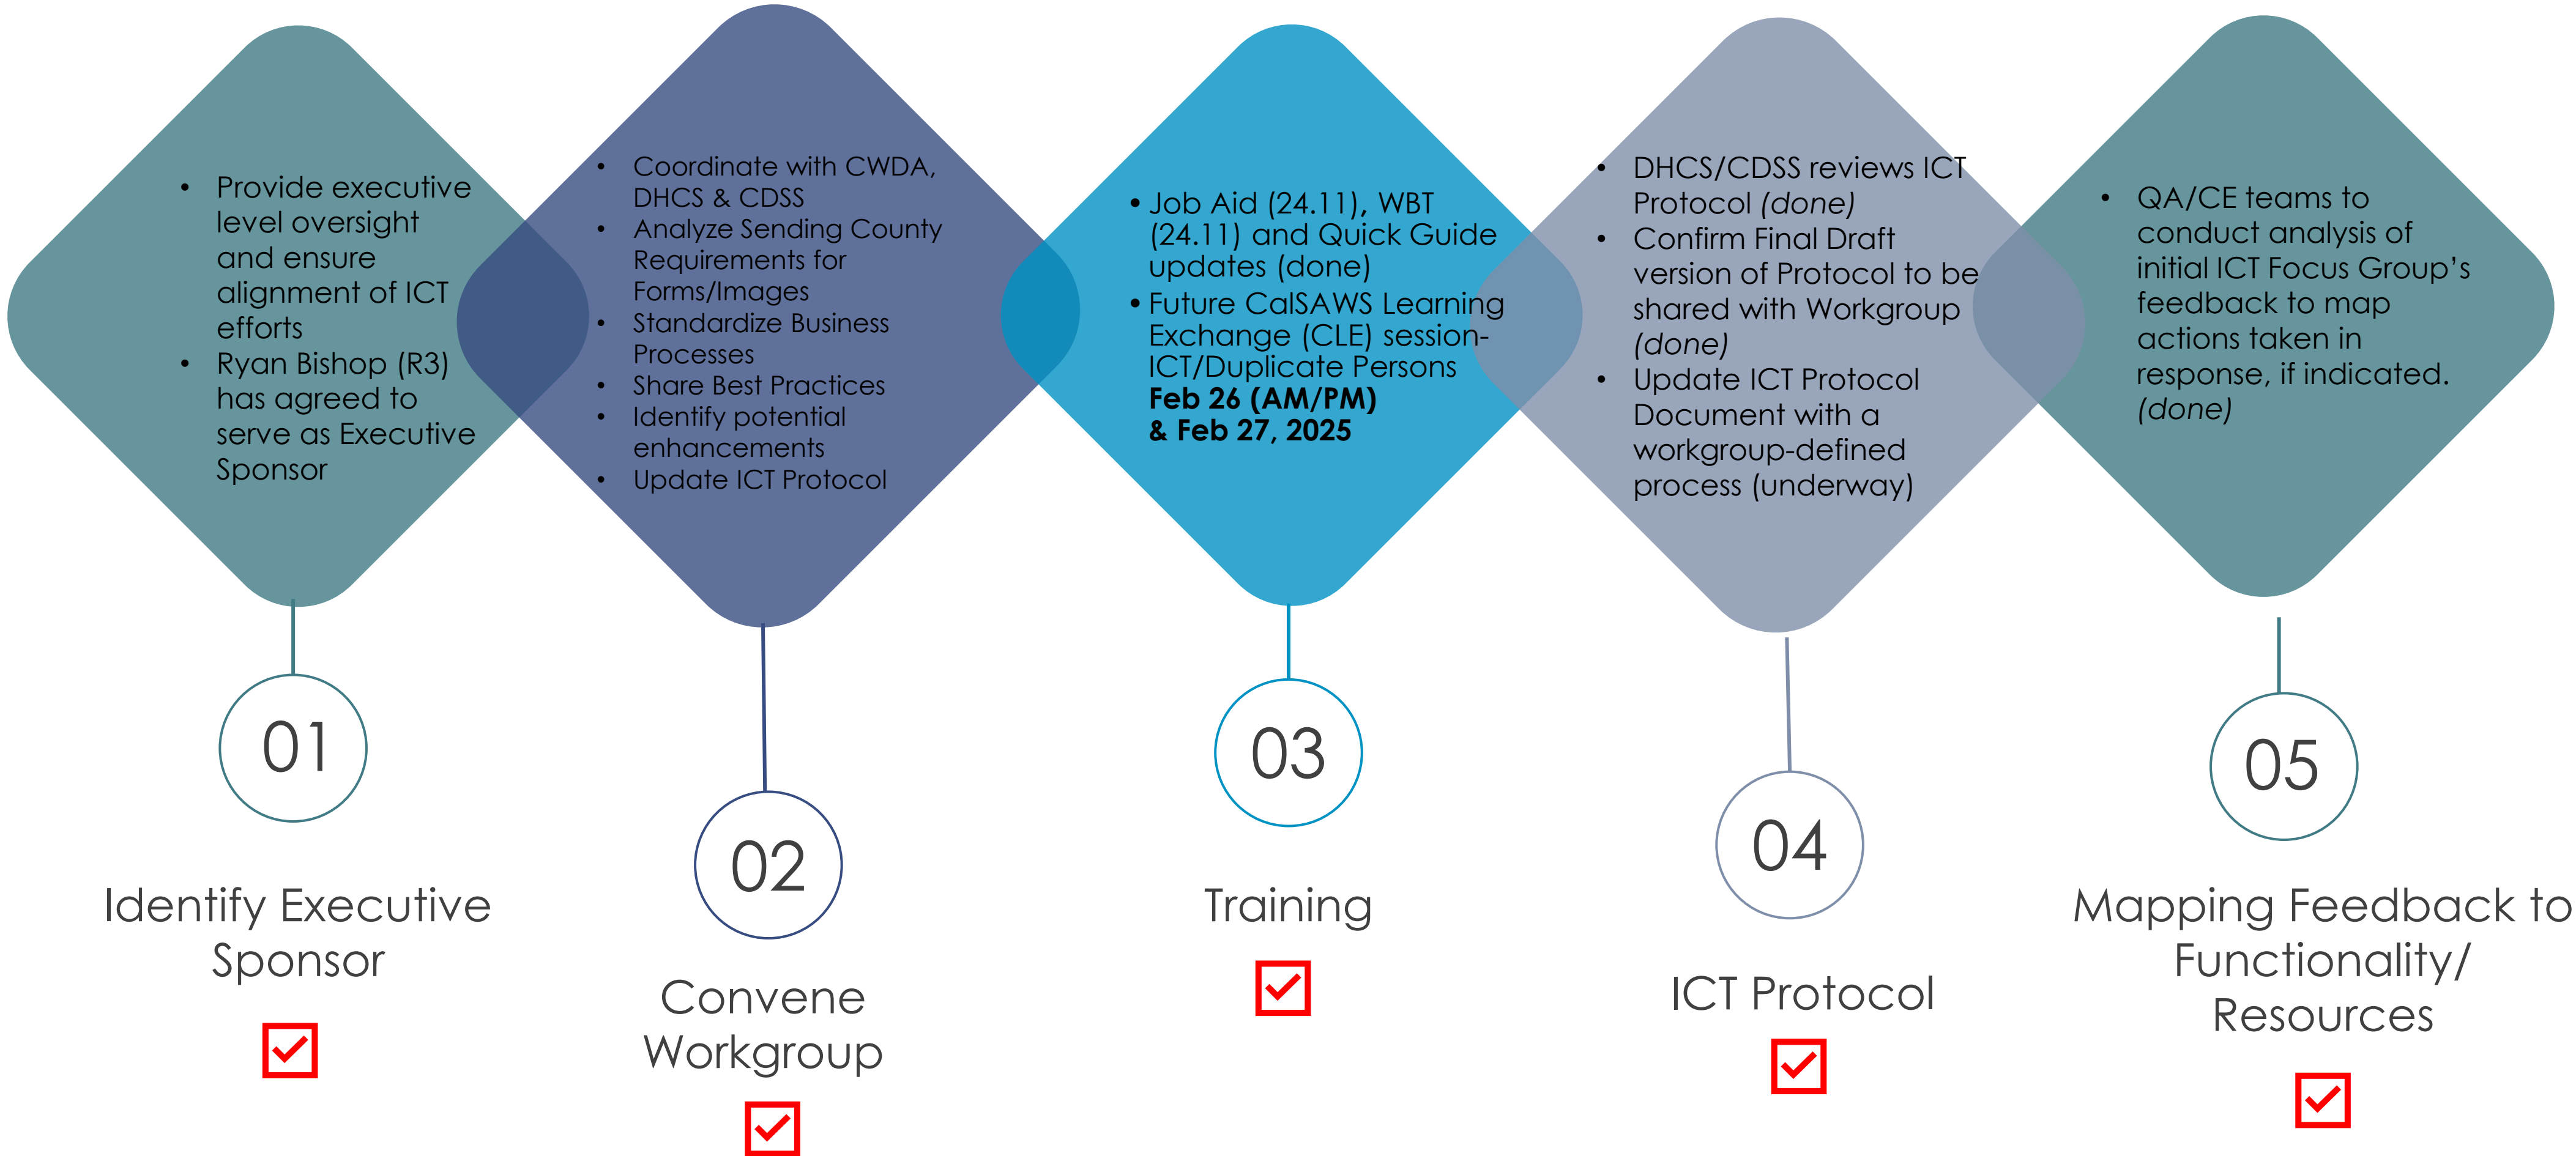 • Provide executive
level oversight
and ensure
alignment of ICT
efforts
• Ryan Bishop (R3)
has agreed to
serve as Executive
Sponsor
01
Identify Executive
Sponsor
• Coordinate with CWDA,
DHCS & CDSS
• Analyze Sending County
Requirements for
Forms/Images
• Standardize Business
Processes
• Share Best Practices
• Identify potential
enhancements
• Update ICT Protocol
02
Convene
Workgroup
• Job Aid (24.11), WBT
(24.11) and Quick Guide
updates (done)
• Future CalSAWS Learning
Exchange (CLE) session-
ICT/Duplicate Persons
Feb 26 (AM/PM)
& Feb 27, 2025
03
Training
• DHCS/CDSS reviews ICT
Protocol (done)
• Confirm Final Draft
version of Protocol to be
shared with Workgroup
(done)
• Update ICT Protocol
Document with a
workgroup-defined
process (underway)
04
ICT Protocol
• QA/CE teams to
conduct analysis of
initial ICT Focus Group’s
feedback to map
actions taken in
response, if indicated.
(done)
05
Mapping Feedback to
Functionality/
Resources